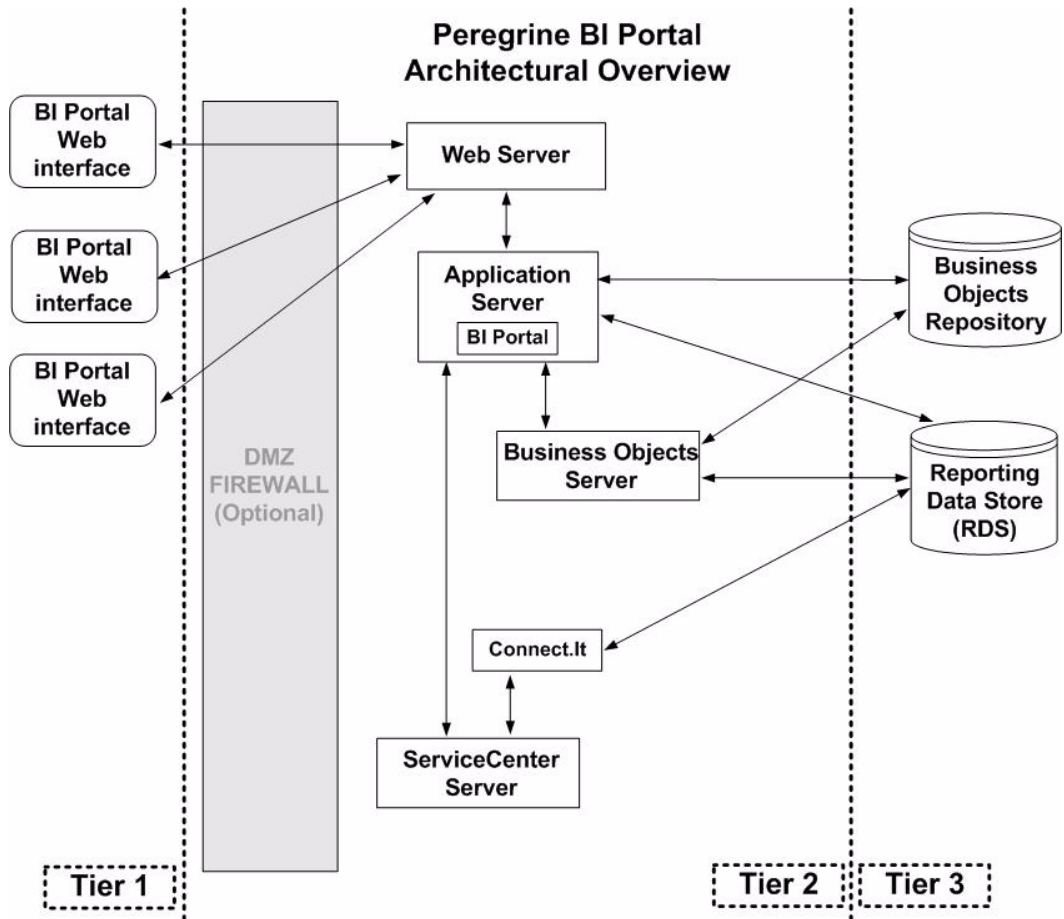 Peregrine BI Portal
Architectural Overview
BI Portal
Web
interface
BI Portal
Web
interface
BI Portal
Web
interface
DMZ
FIREWALL
(Optional)
Web Server
Application
Server
BI Portal
Business Objects
Server
Connect.It
ServiceCenter
Server
Business
Objects
Repository
Reporting
Data Store
(RDS)
Tier 1
Tier 2
Tier 3